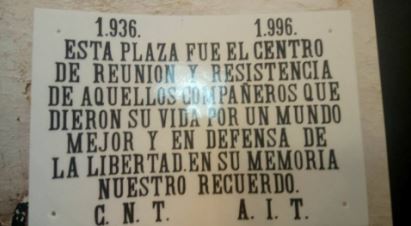 1.936. 1.996.
ESTA PLAZA FUE EL CENTRO
DE REUNION Y RESISTENCIA
DE AQUELLOS COMPAÑEROS QUE
DIERON SU VIDA POR UN MUNDO
MEJOR Y EN DEFENSA DE
LA LIBERTAD.EN SU MEMORIA
NUESTRO RECUERDO.
C. N. T. A. I. T.